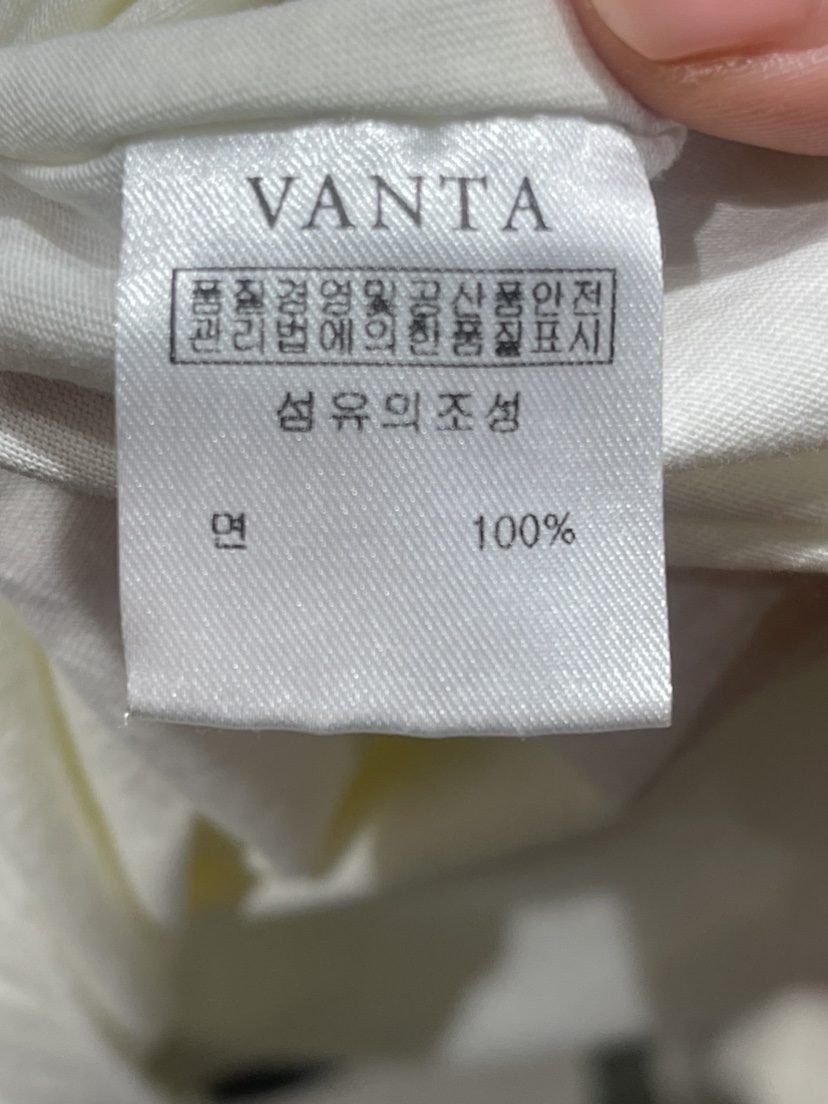 VANTA
품질경영및공산품안전
관리법에의한품질표시
섬유의조성
면 100%